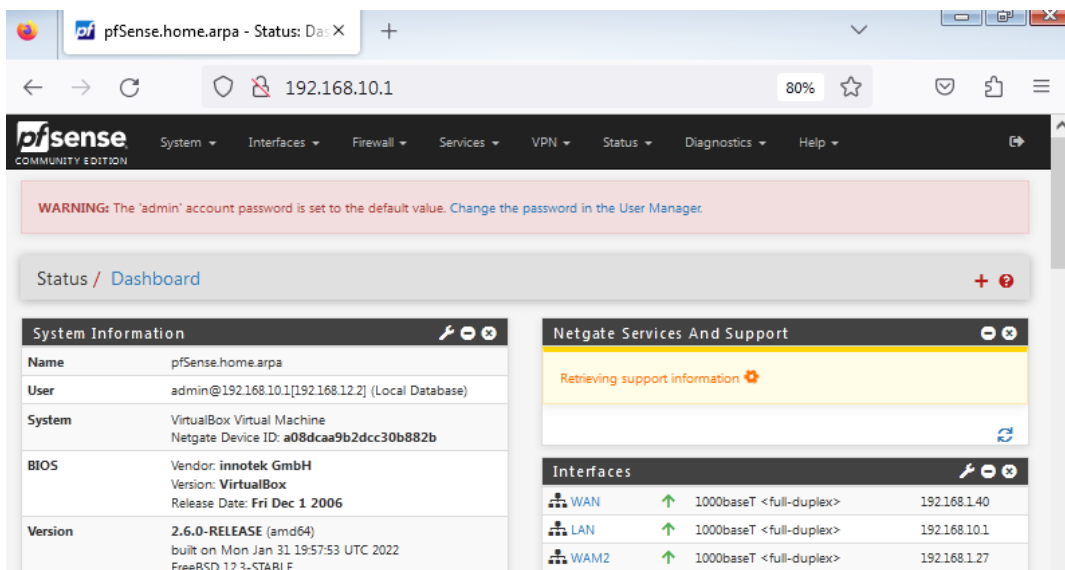 pfSense.home.arpa - Status: Das
192.168.10.1
80%
pfsense
COMMUNITY EDITION
System
Interfaces
Firewall
Services
VPN
Status
Diagnostics
Help
WARNING: The 'admin' account password is set to the default value. Change the password in the User Manager.
Status / Dashboard
System Information
Name pfSense.home.arpa
User admin@192.168.10.1[192.168.12.2] (Local Database)
System VirtualBox Virtual Machine
Netgate Device ID: a08dcaa9b2dcc30b882b
BIOS Vendor: innotek GmbH
Version: VirtualBox
Release Date: Fri Dec 1 2006
Version 2.6.0-RELEASE (amd64)
built on Mon Jan 31 19:57:53 UTC 2022
FreeBSD 12.3-STABLE
Netgate Services And Support
Retrieving support information
Interfaces
WAN 1000baseT <full-duplex> 192.168.1.40
LAN 1000baseT <full-duplex> 192.168.10.1
WAM2 1000baseT <full-duplex> 192.168.1.27